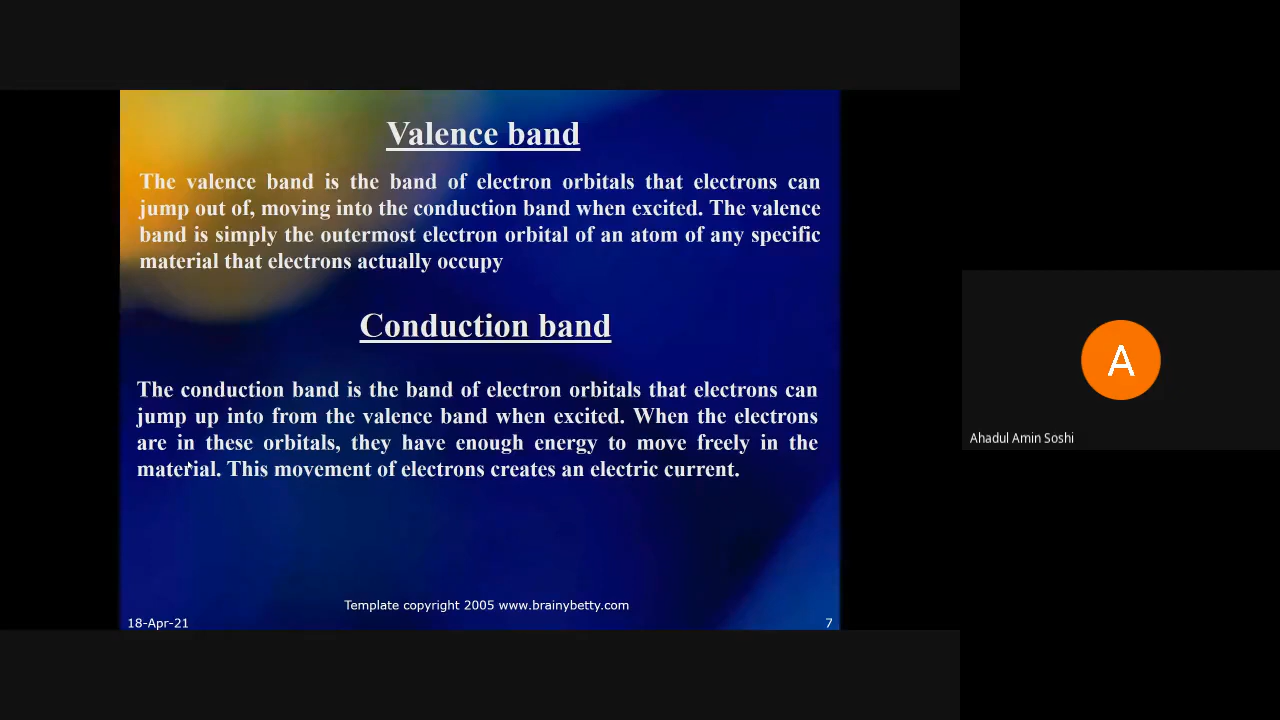 Valence band
The valence band is the band of electron orbitals that electrons can
jump out of, moving into the conduction band when excited. The valence
band is simply the outermost electron orbital of an atom of any specific
material that electrons actually occupy
Conduction band
The conduction band is the band of electron orbitals that electrons can
jump up into from the valence band when excited. When the electrons
are in these orbitals, they have enough energy to move freely in the
material. This movement of electrons creates an electric current.
Template copyright 2005 www.brainybetty.com
18-Apr-21
7
A
Ahadul Amin Soshi